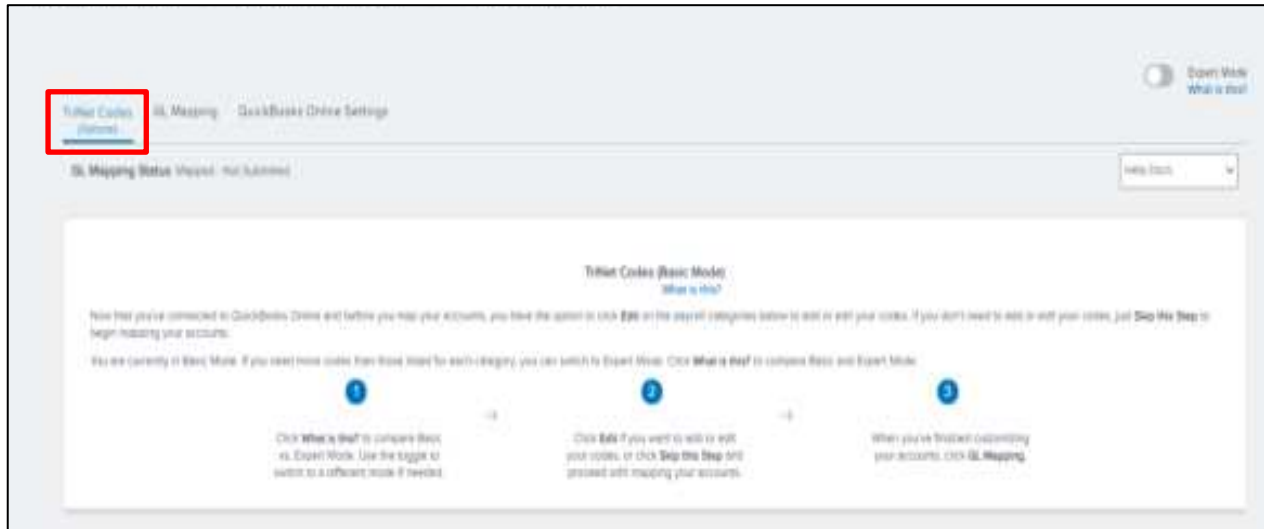 Expert Mode
What is this?
TriNet Codes GL Mapping QuickBooks Online Settings
(Optional)
GL Mapping Status Mapped - Not Submitted
Help Docs
TriNet Codes (Basic Mode)
What is this?
Now that you've connected to QuickBooks Online and before you map your accounts, you have the option to click Edit on the payroll categories below to add or edit your codes. If you don't need to add or edit your codes, just Skip this Step to
begin mapping your accounts.
You are currently in Basic Mode. If you need more codes than those listed for each category, you can switch to Expert Mode. Click What is this? to compare Basic and Expert Mode.
1
2
3
Click What is this? to compare Basic
vs. Expert Mode. Use the toggle to
switch to a different mode if needed.
Click Edit if you want to add or edit
your codes, or click Skip this Step and
proceed with mapping your accounts.
When you've finished customizing
your accounts, click GL Mapping.